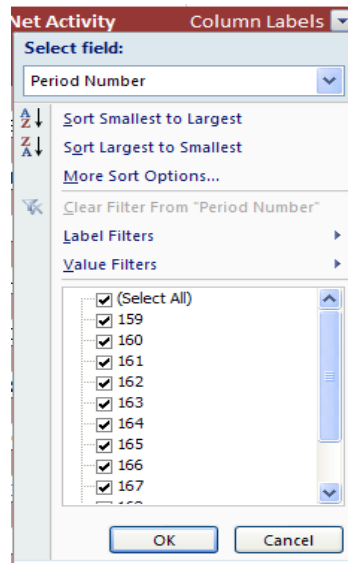 Net Activity Column Labels
Select field:
Period Number
Sort Smallest to Largest
Sort Largest to Smallest
More Sort Options...
Clear Filter From "Period Number"
Label Filters
Value Filters
(Select All)
159
160
161
162
163
164
165
166
167
OK Cancel